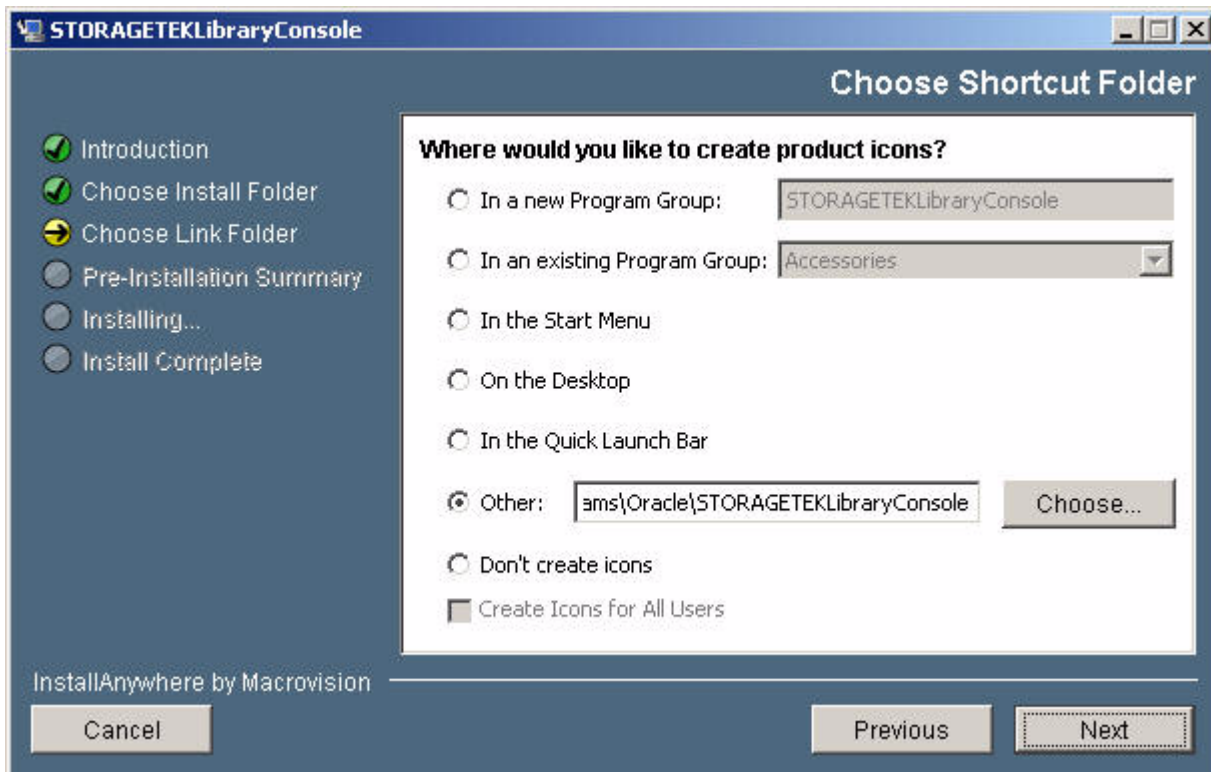 STORAGETEKLibraryConsole
Choose Shortcut Folder
Introduction
Choose Install Folder
Choose Link Folder
Pre-Installation Summary
Installing...
Install Complete
Where would you like to create product icons?
In a new Program Group: STORAGETEKLibraryConsole
In an existing Program Group: Accessories
In the Start Menu
On the Desktop
In the Quick Launch Bar
Other: ams\Oracle\STORAGETEKLibraryConsole Choose...
Don't create icons
Create Icons for All Users
InstallAnywhere by Macrovision
Cancel Previous Next